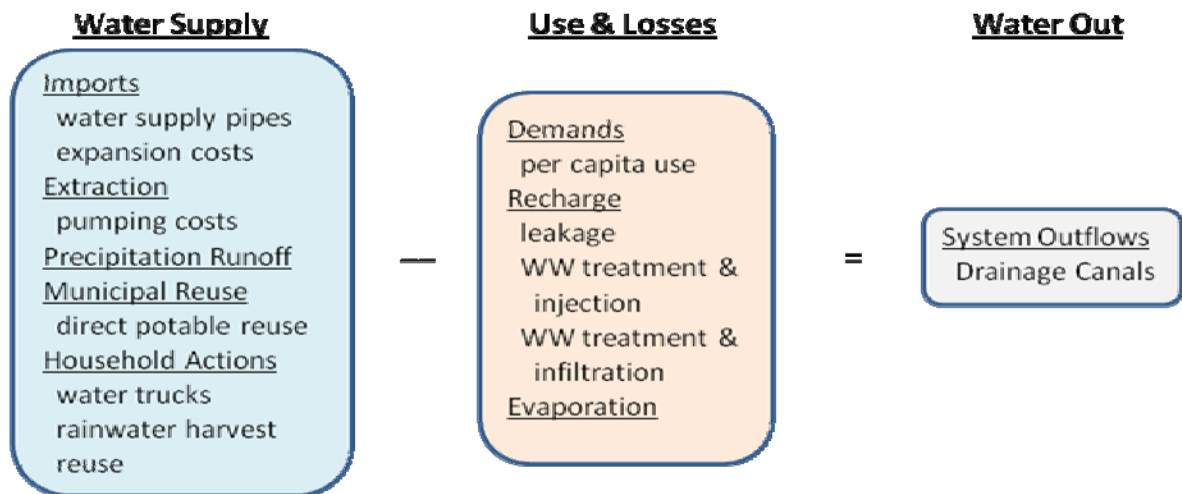 Water Supply
Imports
water supply pipes
expansion costs
Extraction
pumping costs
Precipitation Runoff
Municipal Reuse
direct potable reuse
Household Actions
water trucks
rainwater harvest
reuse
—
Use & Losses
Demands
per capita use
Recharge
leakage
WW treatment &
injection
WW treatment &
infiltration
Evaporation
=
Water Out
System Outflows
Drainage Canals